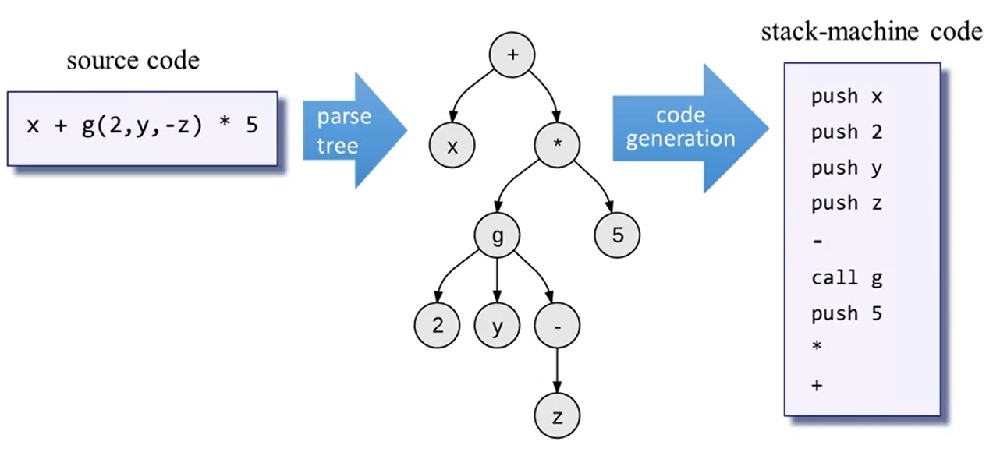 source code
x + g(2,y,-z) * 5
parse
tree
+
x
*
g
5
2
y
-
z
code
generation
stack-machine code
push x
push 2
push y
push z
-
call g
push 5
*
+